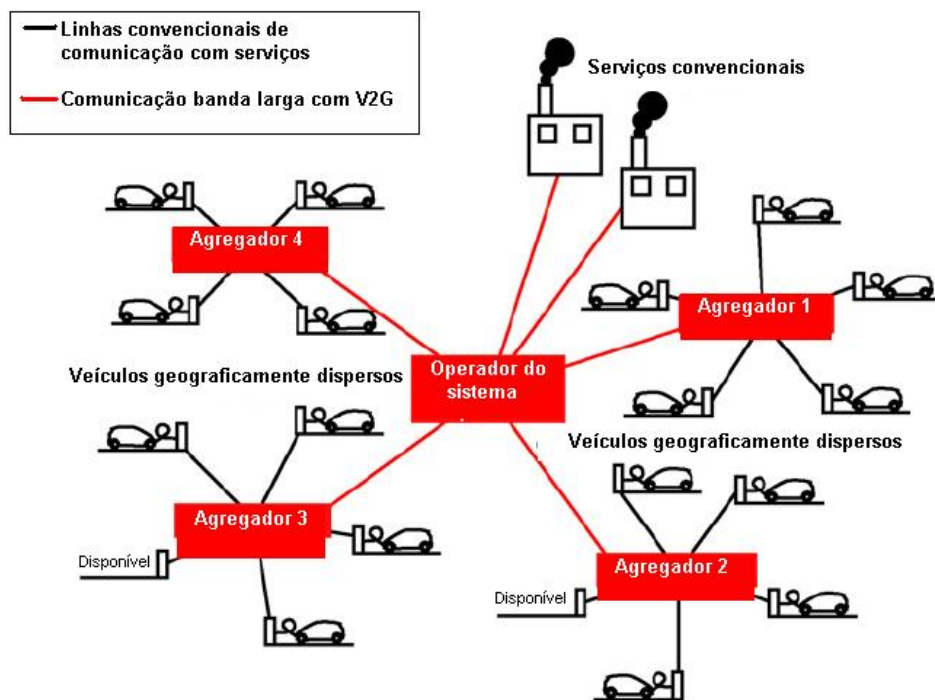 Linhas convencionais de
comunicação com serviços
Comunicação banda larga com V2G
Serviços convencionais
Agregador 4
Agregador 1
Operador do
sistema
Veículos geograficamente dispersos
Veículos geograficamente dispersos
Agregador 3
Disponível
Agregador 2
Disponível